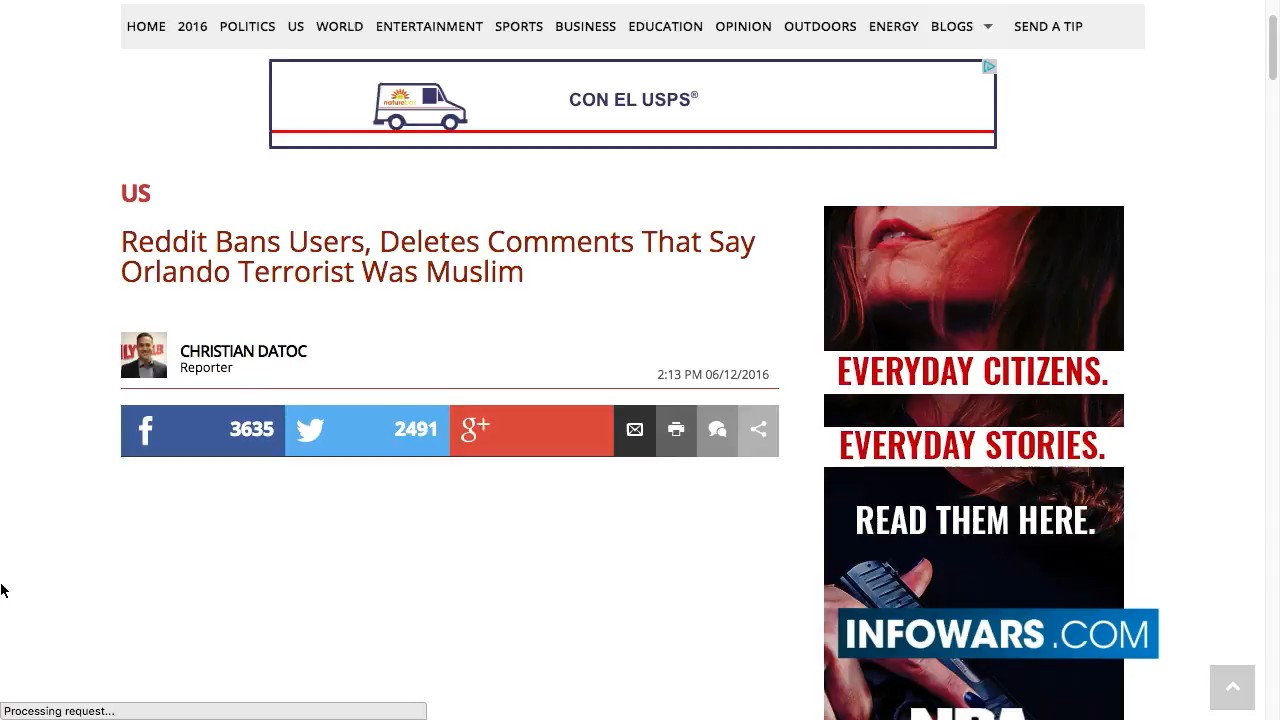 HOME 2016 POLITICS US WORLD ENTERTAINMENT SPORTS BUSINESS EDUCATION OPINION OUTDOORS ENERGY BLOGS SEND A TIP
CON EL USPS®
US
Reddit Bans Users, Deletes Comments That Say
Orlando Terrorist Was Muslim
CHRISTIAN DATOC
Reporter
2:13 PM 06/12/2016
3635 2491 g+
EVERYDAY CITIZENS.
EVERYDAY STORIES.
READ THEM HERE.
INFOWARS.COM
NRA
Processing request...